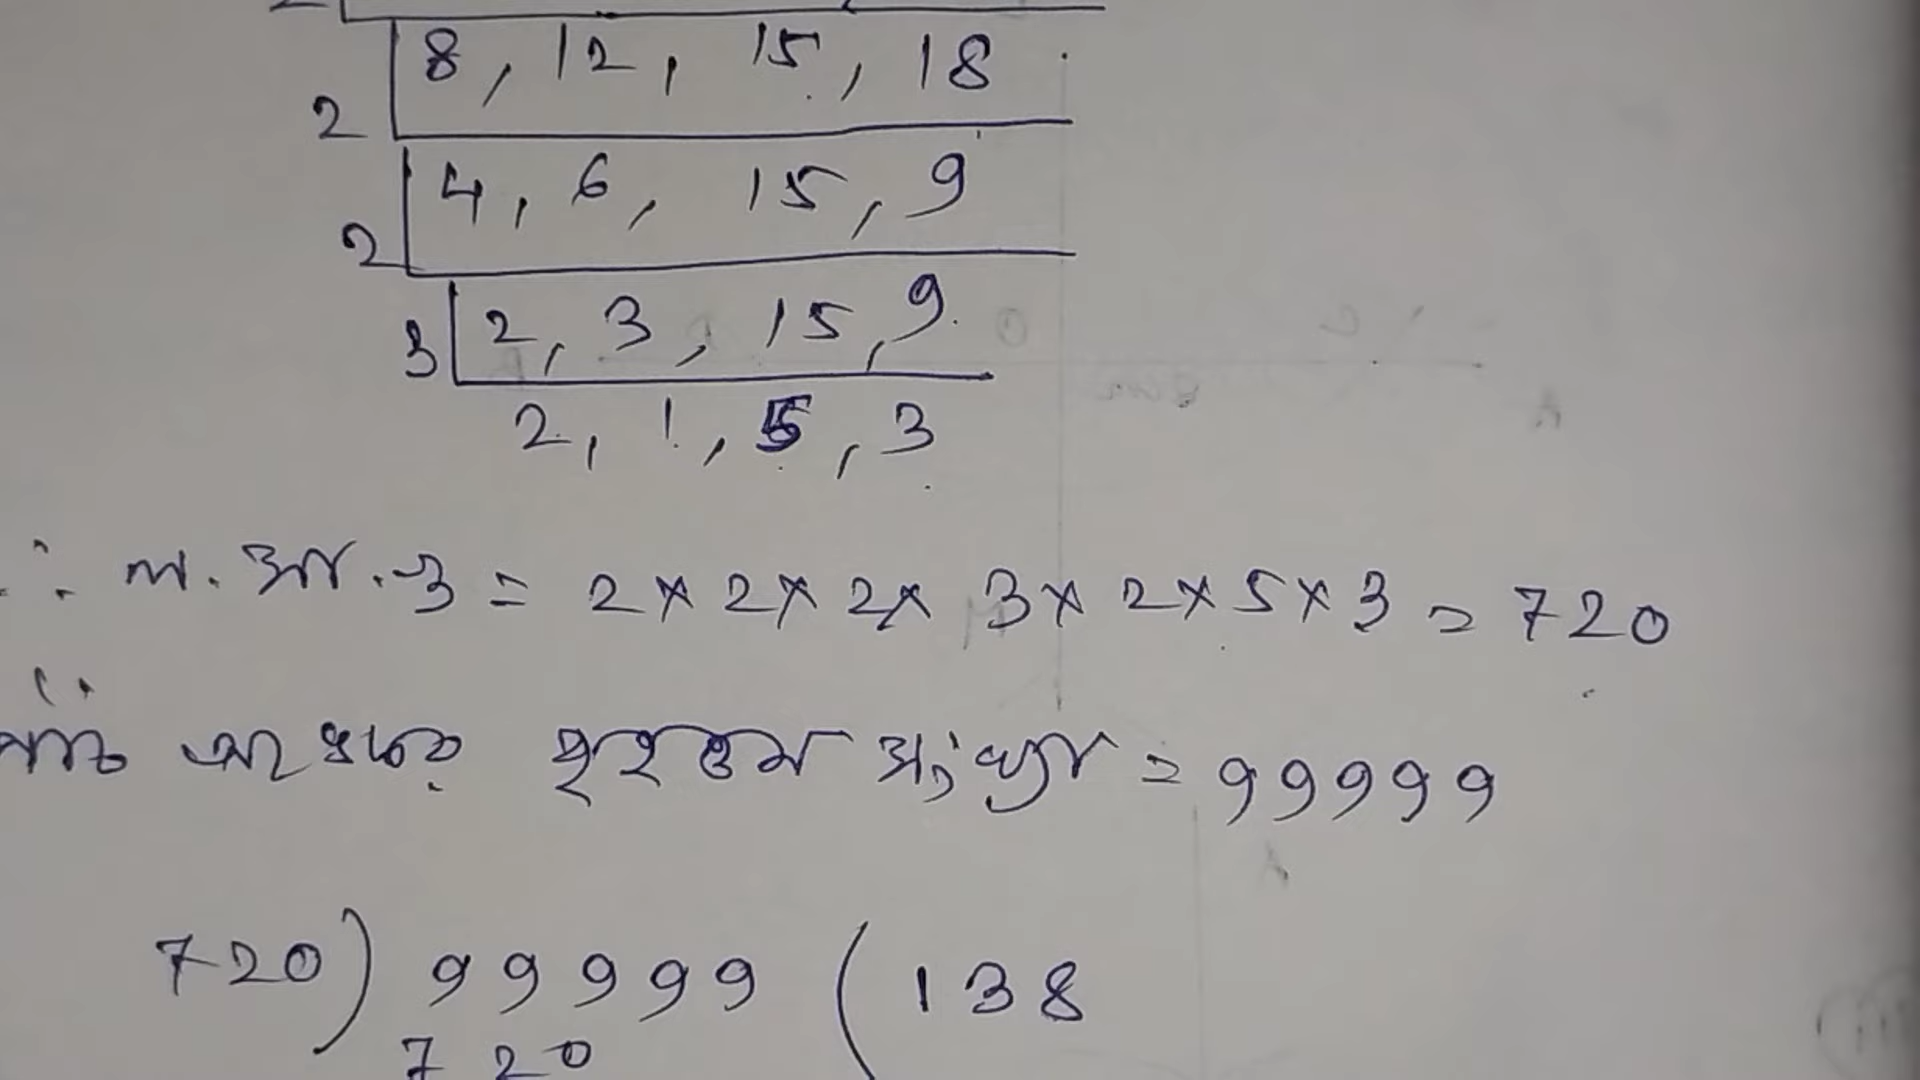 2
8, 12, 15, 18
2
4, 6, 15, 9
2
3 2, 3, 15, 9
2, 1, 5, 3
∴ ল.সা.গু = 2 × 2 × 2 × 3 × 2 × 5 × 3 = 720
পাঁচ অংকের বৃহত্তম সংখ্যা = 99999
720) 99999 (138
720